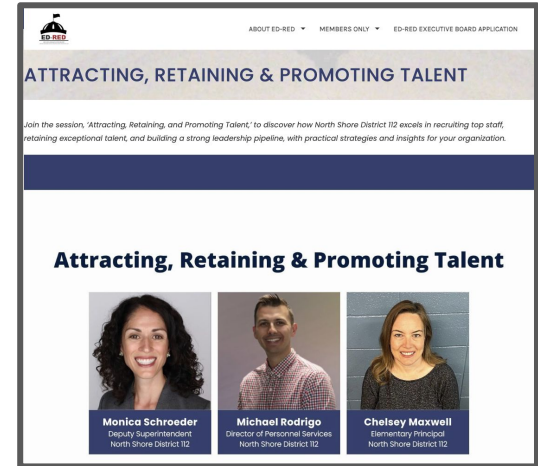 ED-RED
ABOUT ED-RED MEMBERS ONLY ED-RED EXECUTIVE BOARD APPLICATION
ATTRACTING, RETAINING & PROMOTING TALENT
Join the session, 'Attracting, Retaining, and Promoting Talent,' to discover how North Shore District 112 excels in recruiting top staff,
retaining exceptional talent, and building a strong leadership pipeline, with practical strategies and insights for your organization.
Attracting, Retaining & Promoting Talent
Monica Schroeder
Deputy Superintendent
North Shore District 112
Michael Rodrigo
Director of Personnel Services
North Shore District 112
Chelsey Maxwell
Elementary Principal
North Shore District 112